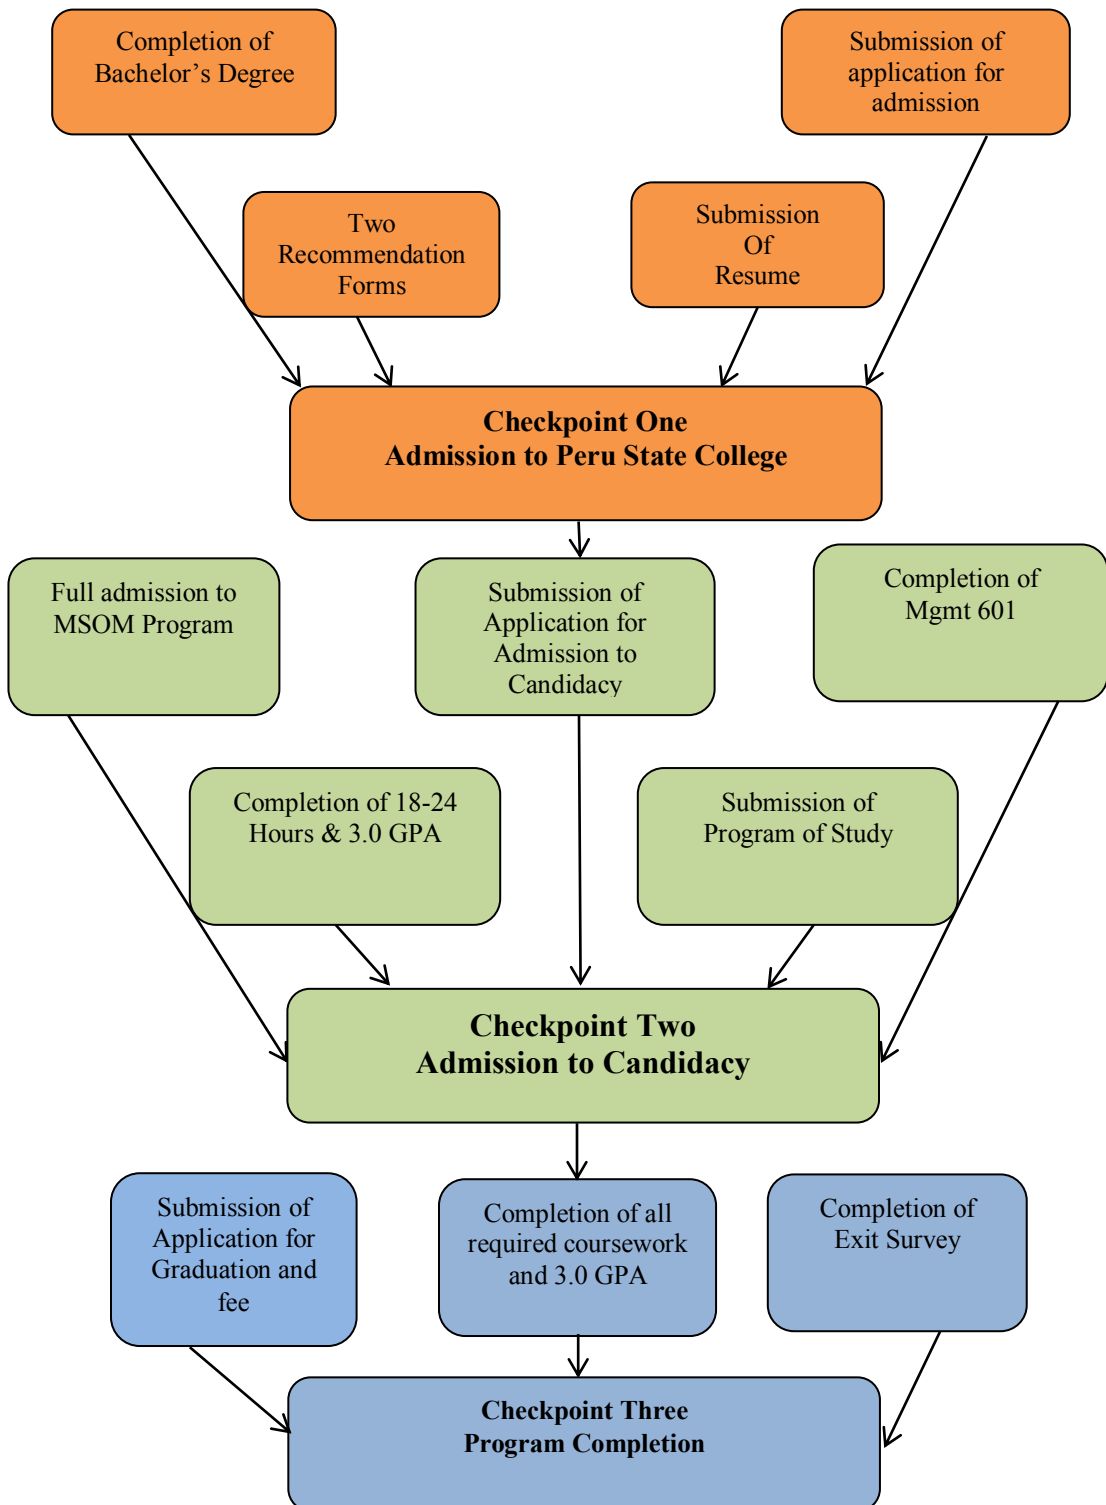 Completion of
Bachelor’s Degree
Submission of
application for
admission
Two
Recommendation
Forms
Submission
Of
Resume
Checkpoint One
Admission to Peru State College
Full admission to
MSOM Program
Submission of
Application for
Admission to
Candidacy
Completion of
Mgmt 601
Completion of 18-24
Hours & 3.0 GPA
Submission of
Program of Study
Checkpoint Two
Admission to Candidacy
Submission of
Application for
Graduation and
fee
Completion of all
required coursework
and 3.0 GPA
Completion of
Exit Survey
Checkpoint Three
Program Completion